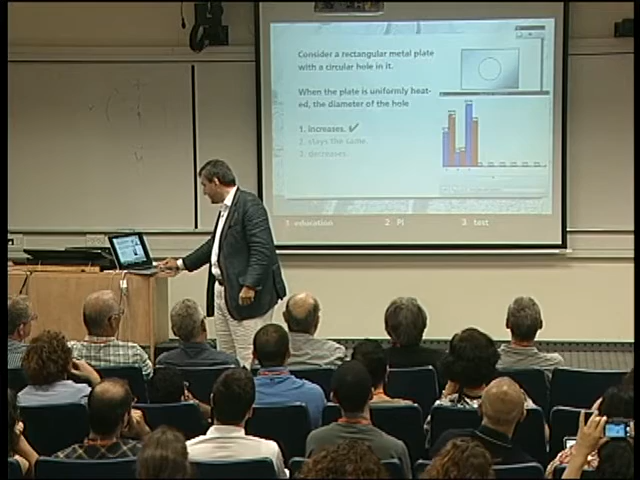 Consider a rectangular metal plate
with a circular hole in it.
When the plate is uniformly heat-
ed, the diameter of the hole
1. increases. ✓
2. stays the same.
3. decreases.
1 education 2 PI 3 test